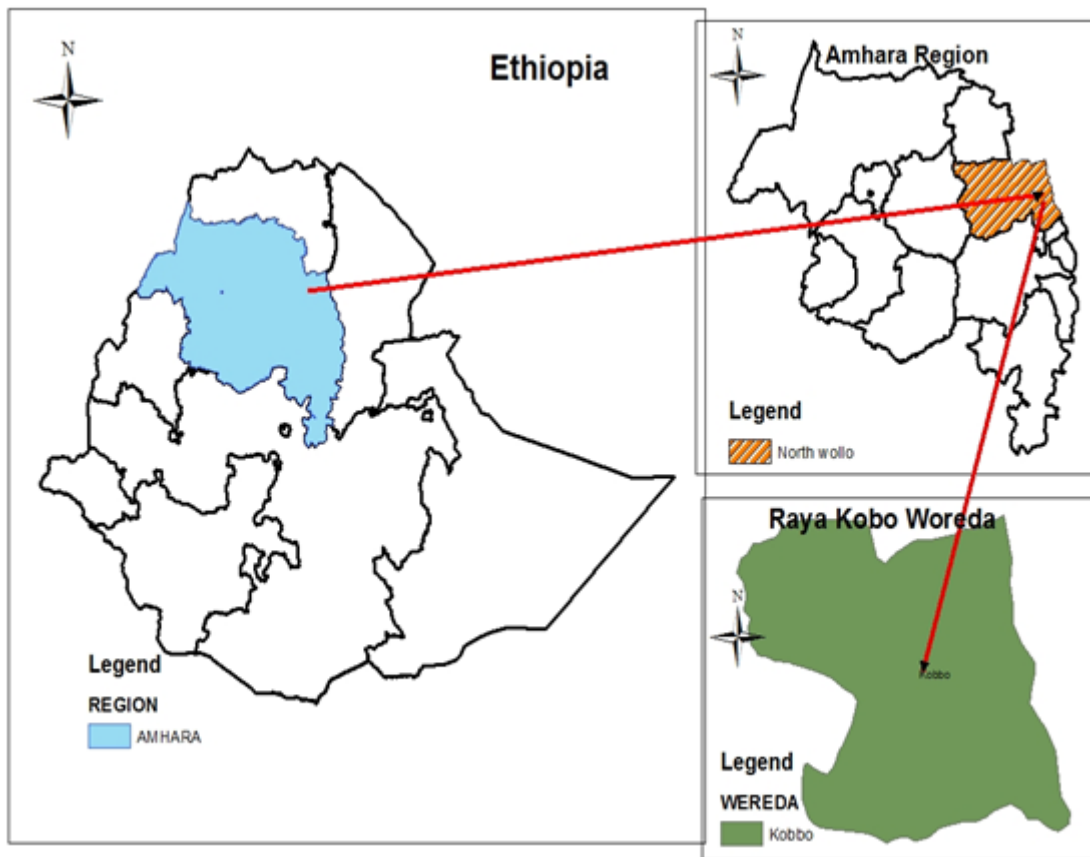 N
Ethiopia
Legend
REGION
AMHARA
N
Amhara Region
Legend
North wollo
Raya Kobo Woreda
N
Kobbo
Legend
WEREDA
Kobbo